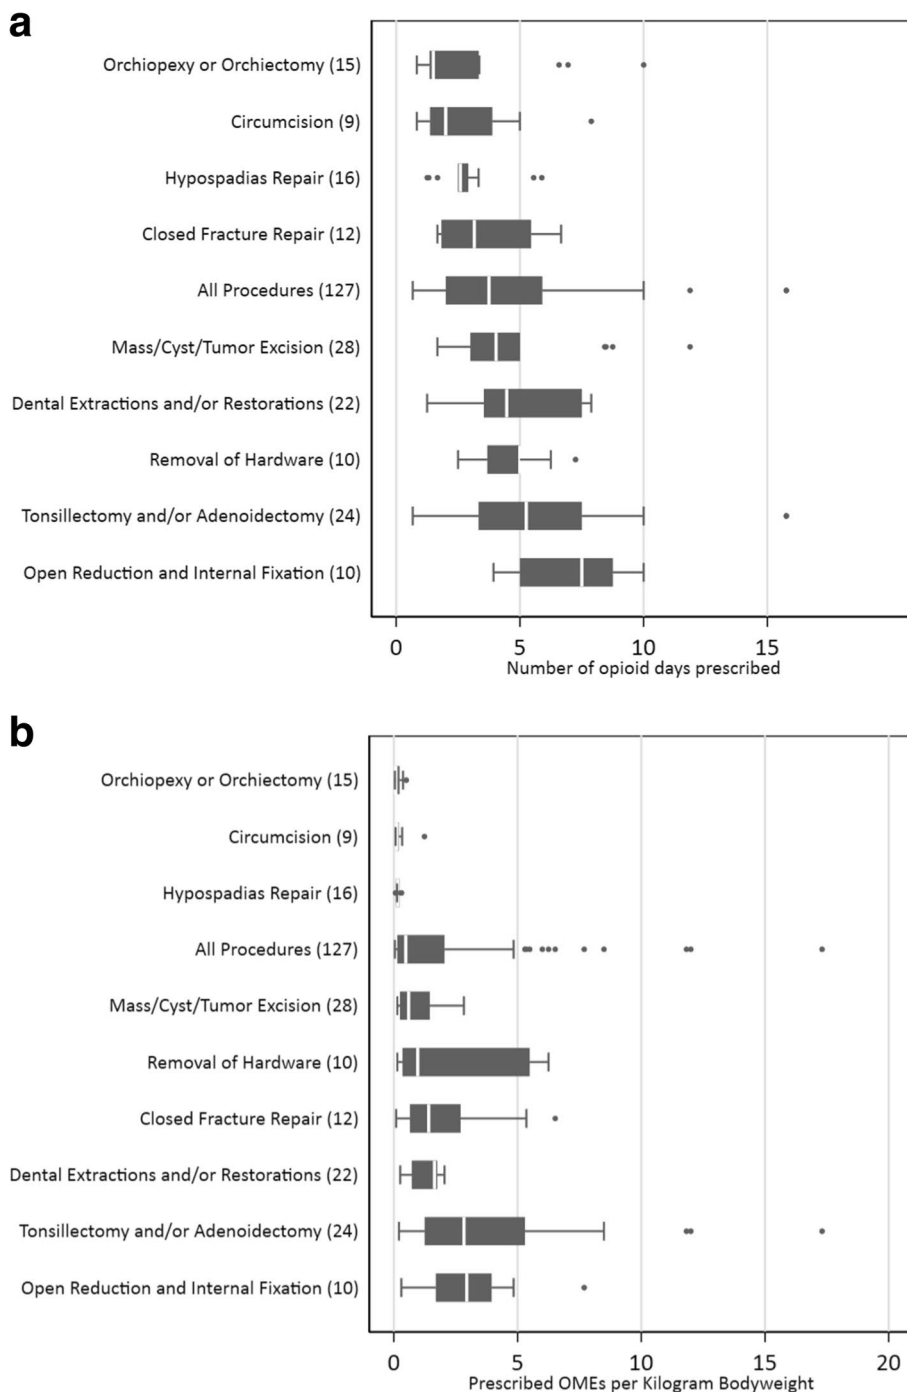 a
Orchiopexy or Orchiectomy (15)
Circumcision (9)
Hypospadias Repair (16)
Closed Fracture Repair (12)
All Procedures (127)
Mass/Cyst/Tumor Excision (28)
Dental Extractions and/or Restorations (22)
Removal of Hardware (10)
Tonsillectomy and/or Adenoidectomy (24)
Open Reduction and Internal Fixation (10)
0 5 10 15
Number of opioid days prescribed
b
Orchiopexy or Orchiectomy (15)
Circumcision (9)
Hypospadias Repair (16)
All Procedures (127)
Mass/Cyst/Tumor Excision (28)
Removal of Hardware (10)
Closed Fracture Repair (12)
Dental Extractions and/or Restorations (22)
Tonsillectomy and/or Adenoidectomy (24)
Open Reduction and Internal Fixation (10)
0 5 10 15 20
Prescribed OMEs per Kilogram Bodyweight